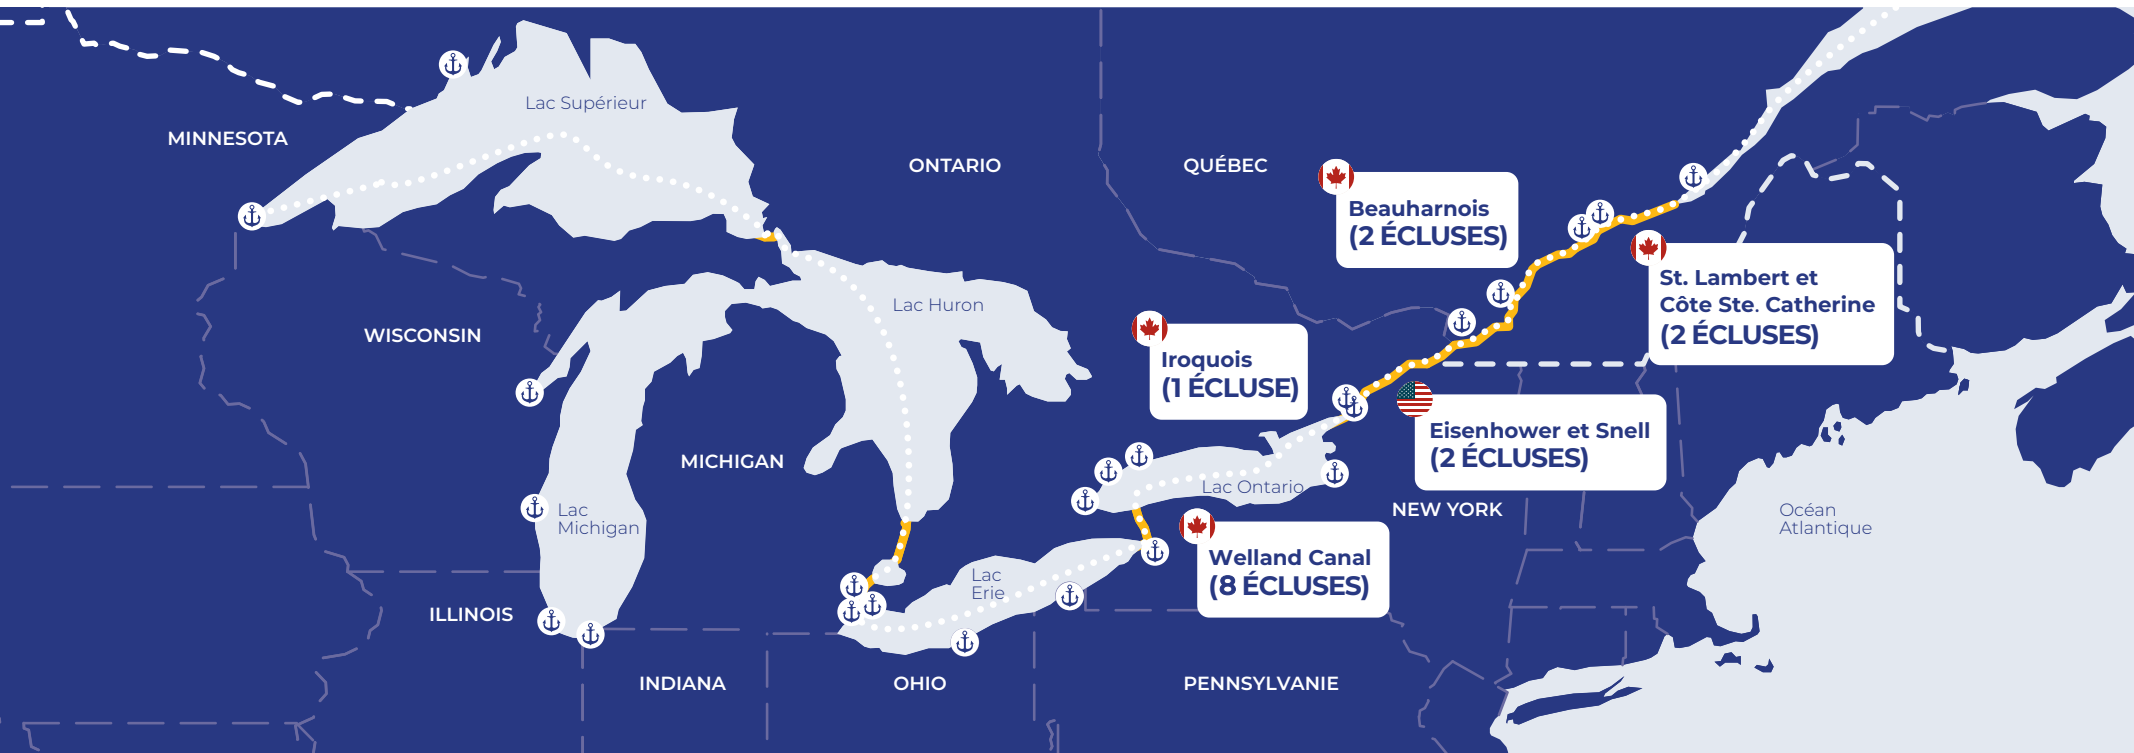 Lac Supérieur
MINNESOTA
ONTARIO
QUÉBEC
Beauharnois
(2 ÉCLUSES)
St. Lambert et
Côte Ste. Catherine
(2 ÉCLUSES)
Lac Huron
WISCONSIN
Iroquois
(1 ÉCLUSE)
Eisenhower et Snell
(2 ÉCLUSES)
MICHIGAN
Lac Ontario
NEW YORK
Lac
Michigan
Océan
Atlantique
Welland Canal
(8 ÉCLUSES)
Lac
Erie
ILLINOIS
INDIANA
OHIO
PENNSYLVANIE